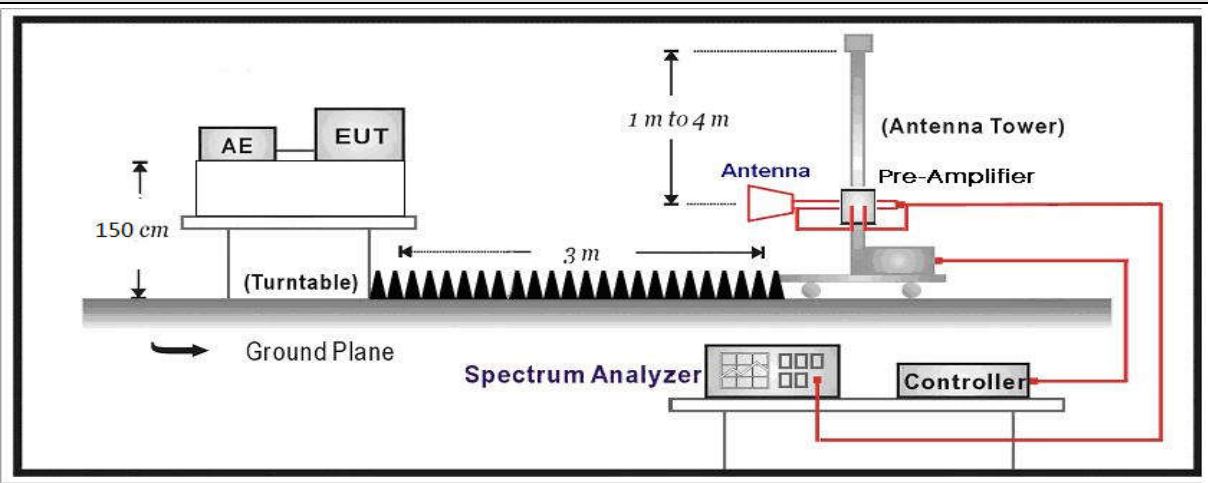 1 m to 4 m
(Antenna Tower)
AE
EUT
Antenna
Pre-Amplifier
150 cm
3 m
(Turntable)
Ground Plane
Spectrum Analyzer
Controller